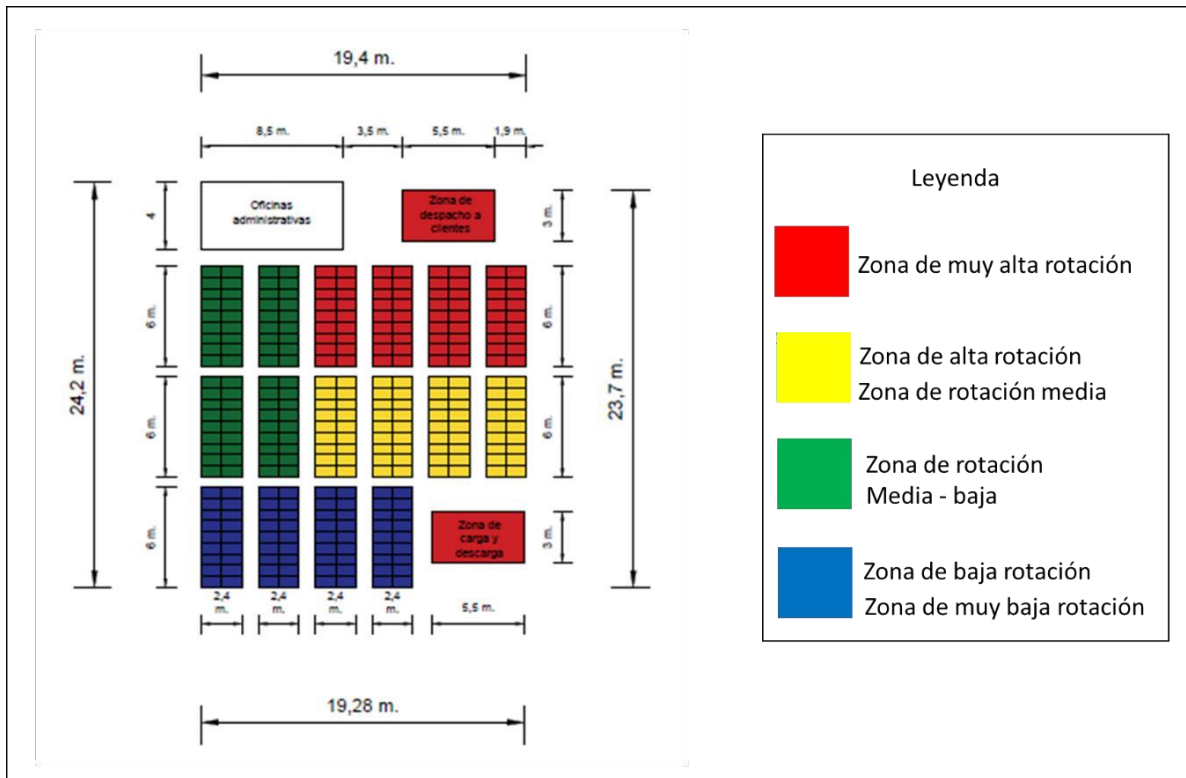 19,4 m.
8,5 m.
3,5 m.
5,5 m.
1,9 m.
24,2 m.
4
Oficinas
administrativas
Zona de
despacho a
clientes
3 m.
23,7 m.
6 m.
6 m.
6 m.
6 m.
6 m.
Zona de
carga y
descarga
3 m.
2,4
m.
2,4
m.
2,4
m.
2,4
m.
5,5 m.
19,28 m.
Leyenda
Zona de muy alta rotación
Zona de alta rotación
Zona de rotación media
Zona de rotación
Media - baja
Zona de baja rotación
Zona de muy baja rotación